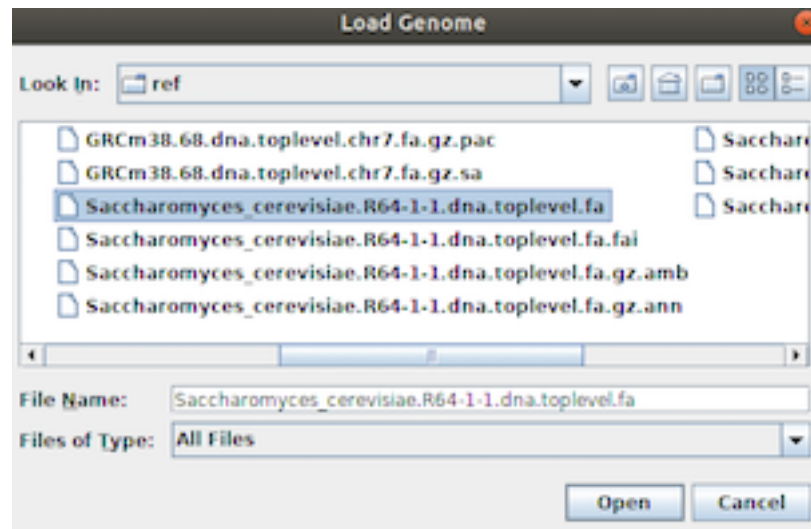 Load Genome
Look In: ref
GRCm38.68.dna.toplevel.chr7.fa.gz.pac
GRCm38.68.dna.toplevel.chr7.fa.gz.sa
Saccharomyces_cerevisiae.R64-1-1.dna.toplevel.fa
Saccharomyces_cerevisiae.R64-1-1.dna.toplevel.fa.fai
Saccharomyces_cerevisiae.R64-1-1.dna.toplevel.fa.gz.amb
Saccharomyces_cerevisiae.R64-1-1.dna.toplevel.fa.gz.ann
File Name: Saccharomyces_cerevisiae.R64-1-1.dna.toplevel.fa
Files of Type: All Files
Open Cancel